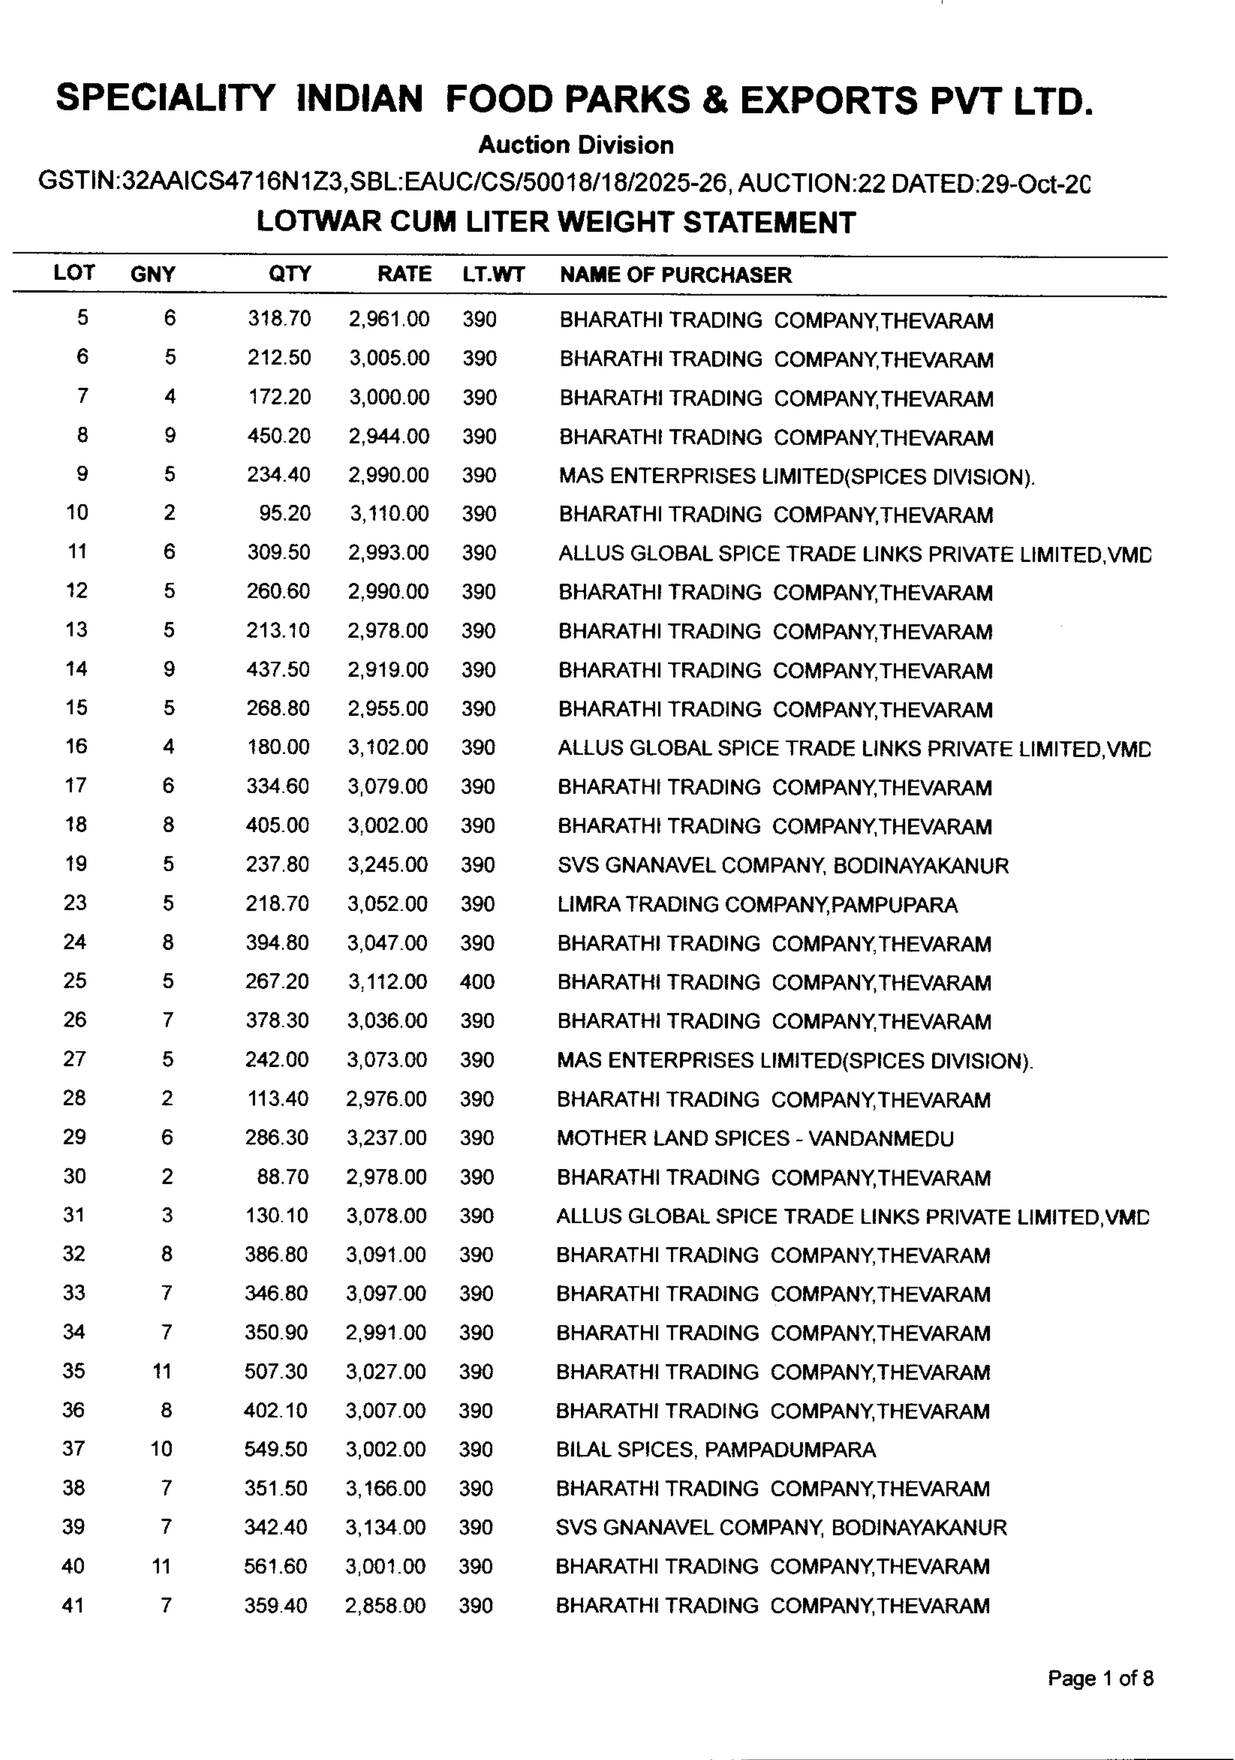 SPECIALITY INDIAN FOOD PARKS & EXPORTS PVT LTD.
Auction Division
GSTIN:32AAICS4716N1Z3,SBL:EAUC/CS/50018/18/2025-26, AUCTION:22 DATED:29-Oct-20
LOTWAR CUM LITER WEIGHT STATEMENT
LOT GNY QTY RATE LT.WT NAME OF PURCHASER
5 6 318.70 2,961.00 390 BHARATHI TRADING COMPANY,THEVARAM
6 5 212.50 3,005.00 390 BHARATHI TRADING COMPANY,THEVARAM
7 4 172.20 3,000.00 390 BHARATHI TRADING COMPANY,THEVARAM
8 9 450.20 2,944.00 390 BHARATHI TRADING COMPANY,THEVARAM
9 5 234.40 2,990.00 390 MAS ENTERPRISES LIMITED(SPICES DIVISION).
10 2 95.20 3,110.00 390 BHARATHI TRADING COMPANY,THEVARAM
11 6 309.50 2,993.00 390 ALLUS GLOBAL SPICE TRADE LINKS PRIVATE LIMITED,VMD
12 5 260.60 2,990.00 390 BHARATHI TRADING COMPANY,THEVARAM
13 5 213.10 2,978.00 390 BHARATHI TRADING COMPANY,THEVARAM
14 9 437.50 2,919.00 390 BHARATHI TRADING COMPANY,THEVARAM
15 5 268.80 2,955.00 390 BHARATHI TRADING COMPANY,THEVARAM
16 4 180.00 3,102.00 390 ALLUS GLOBAL SPICE TRADE LINKS PRIVATE LIMITED,VMD
17 6 334.60 3,079.00 390 BHARATHI TRADING COMPANY,THEVARAM
18 8 405.00 3,002.00 390 BHARATHI TRADING COMPANY,THEVARAM
19 5 237.80 3,245.00 390 SVS GNANAVEL COMPANY, BODINAYAKANUR
23 5 218.70 3,052.00 390 LIMRA TRADING COMPANY,PAMPUPARA
24 8 394.80 3,047.00 390 BHARATHI TRADING COMPANY,THEVARAM
25 5 267.20 3,112.00 400 BHARATHI TRADING COMPANY,THEVARAM
26 7 378.30 3,036.00 390 BHARATHI TRADING COMPANY,THEVARAM
27 5 242.00 3,073.00 390 MAS ENTERPRISES LIMITED(SPICES DIVISION).
28 2 113.40 2,976.00 390 BHARATHI TRADING COMPANY,THEVARAM
29 6 286.30 3,237.00 390 MOTHER LAND SPICES - VANDANMEDU
30 2 88.70 2,978.00 390 BHARATHI TRADING COMPANY,THEVARAM
31 3 130.10 3,078.00 390 ALLUS GLOBAL SPICE TRADE LINKS PRIVATE LIMITED,VMD
32 8 386.80 3,091.00 390 BHARATHI TRADING COMPANY,THEVARAM
33 7 346.80 3,097.00 390 BHARATHI TRADING COMPANY,THEVARAM
34 7 350.90 2,991.00 390 BHARATHI TRADING COMPANY,THEVARAM
35 11 507.30 3,027.00 390 BHARATHI TRADING COMPANY,THEVARAM
36 8 402.10 3,007.00 390 BHARATHI TRADING COMPANY,THEVARAM
37 10 549.50 3,002.00 390 BILAL SPICES, PAMPADUMPARA
38 7 351.50 3,166.00 390 BHARATHI TRADING COMPANY,THEVARAM
39 7 342.40 3,134.00 390 SVS GNANAVEL COMPANY, BODINAYAKANUR
40 11 561.60 3,001.00 390 BHARATHI TRADING COMPANY,THEVARAM
41 7 359.40 2,858.00 390 BHARATHI TRADING COMPANY,THEVARAM
Page 1 of 8